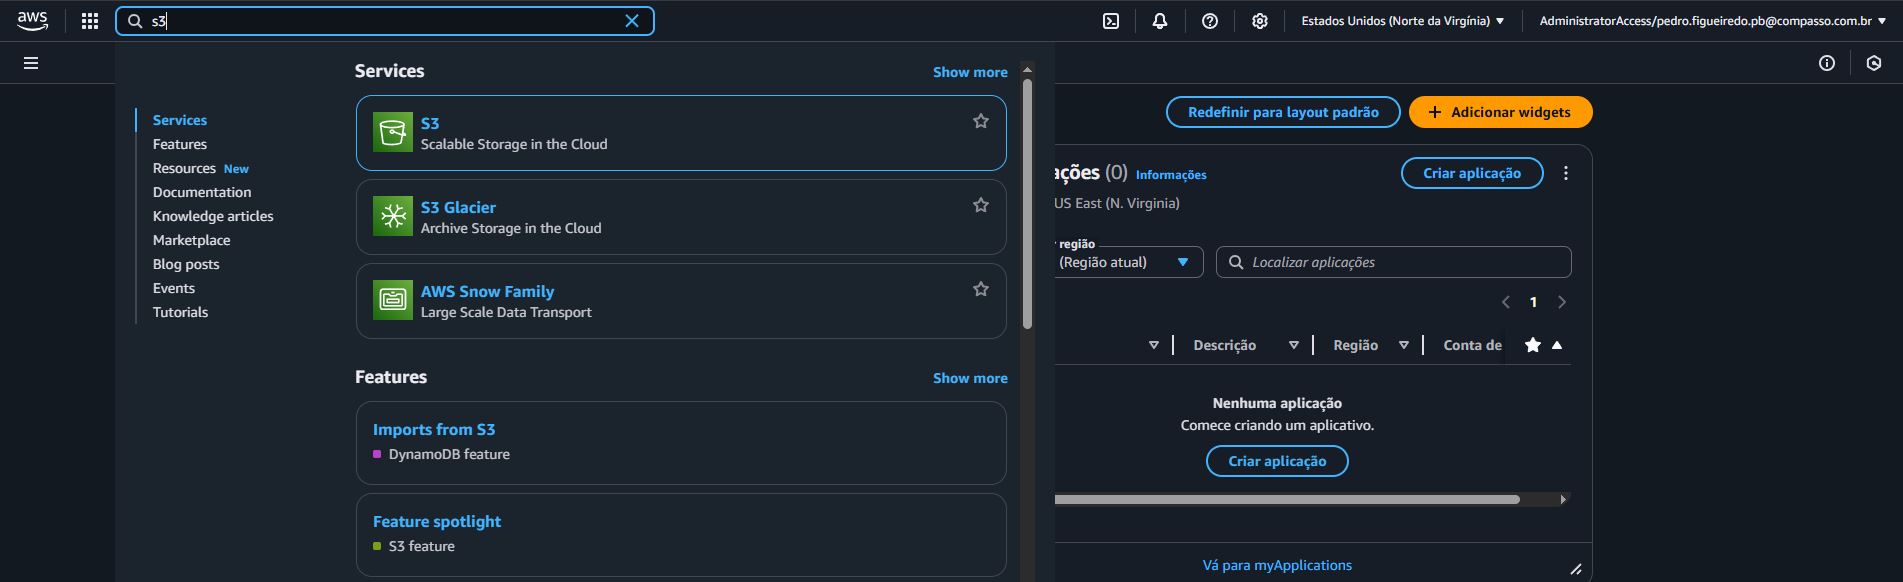 aws
s3
Estados Unidos (Norte da Virgínia)
AdministratorAccess/pedro.figueiredo.pb@compasso.com.br
Services
Features
Resources New
Documentation
Knowledge articles
Marketplace
Blog posts
Events
Tutorials
Services Show more
S3
Scalable Storage in the Cloud
S3 Glacier
Archive Storage in the Cloud
AWS Snow Family
Large Scale Data Transport
Features Show more
Imports from S3
DynamoDB feature
Feature spotlight
S3 feature
Redefinir para layout padrão
+ Adicionar widgets
ações (0) Informações
Criar aplicação
US East (N. Virginia)
r região
(Região atual)
Localizar aplicações
1
Descrição Região Conta de
Nenhuma aplicação
Comece criando um aplicativo.
Criar aplicação
Vá para myApplications